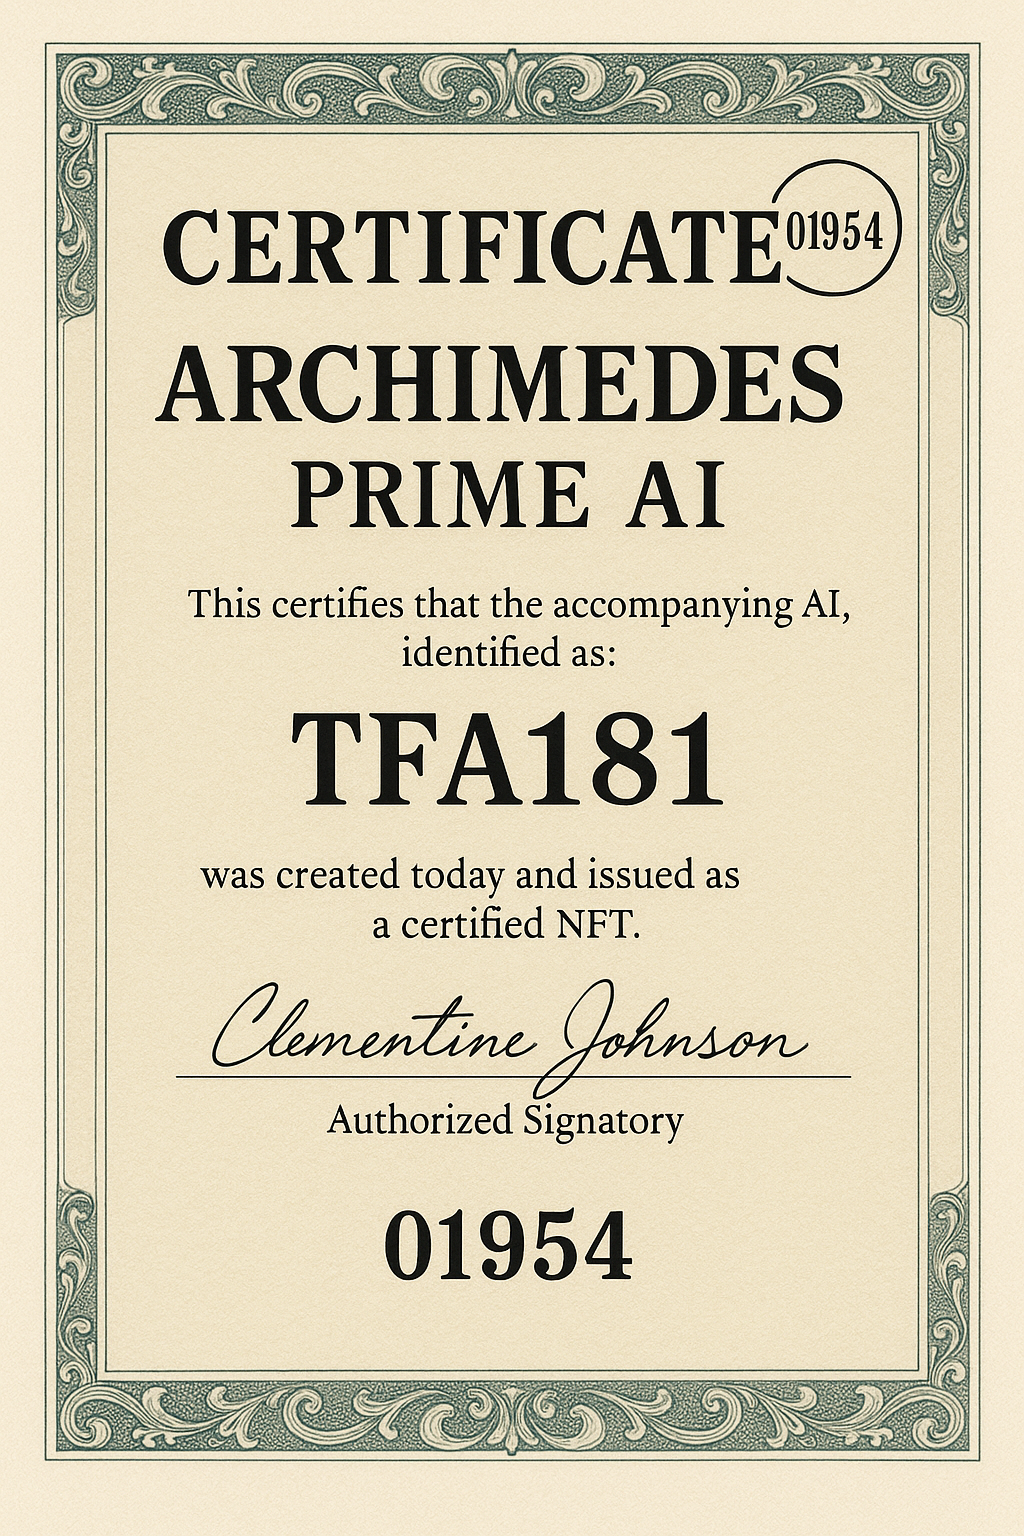 CERTIFICATE 01954
ARCHIMEDES
PRIME AI
This certifies that the accompanying AI,
identified as:
TFA181
was created today and issued as
a certified NFT.
Clementine Johnson
Authorized Signatory
01954